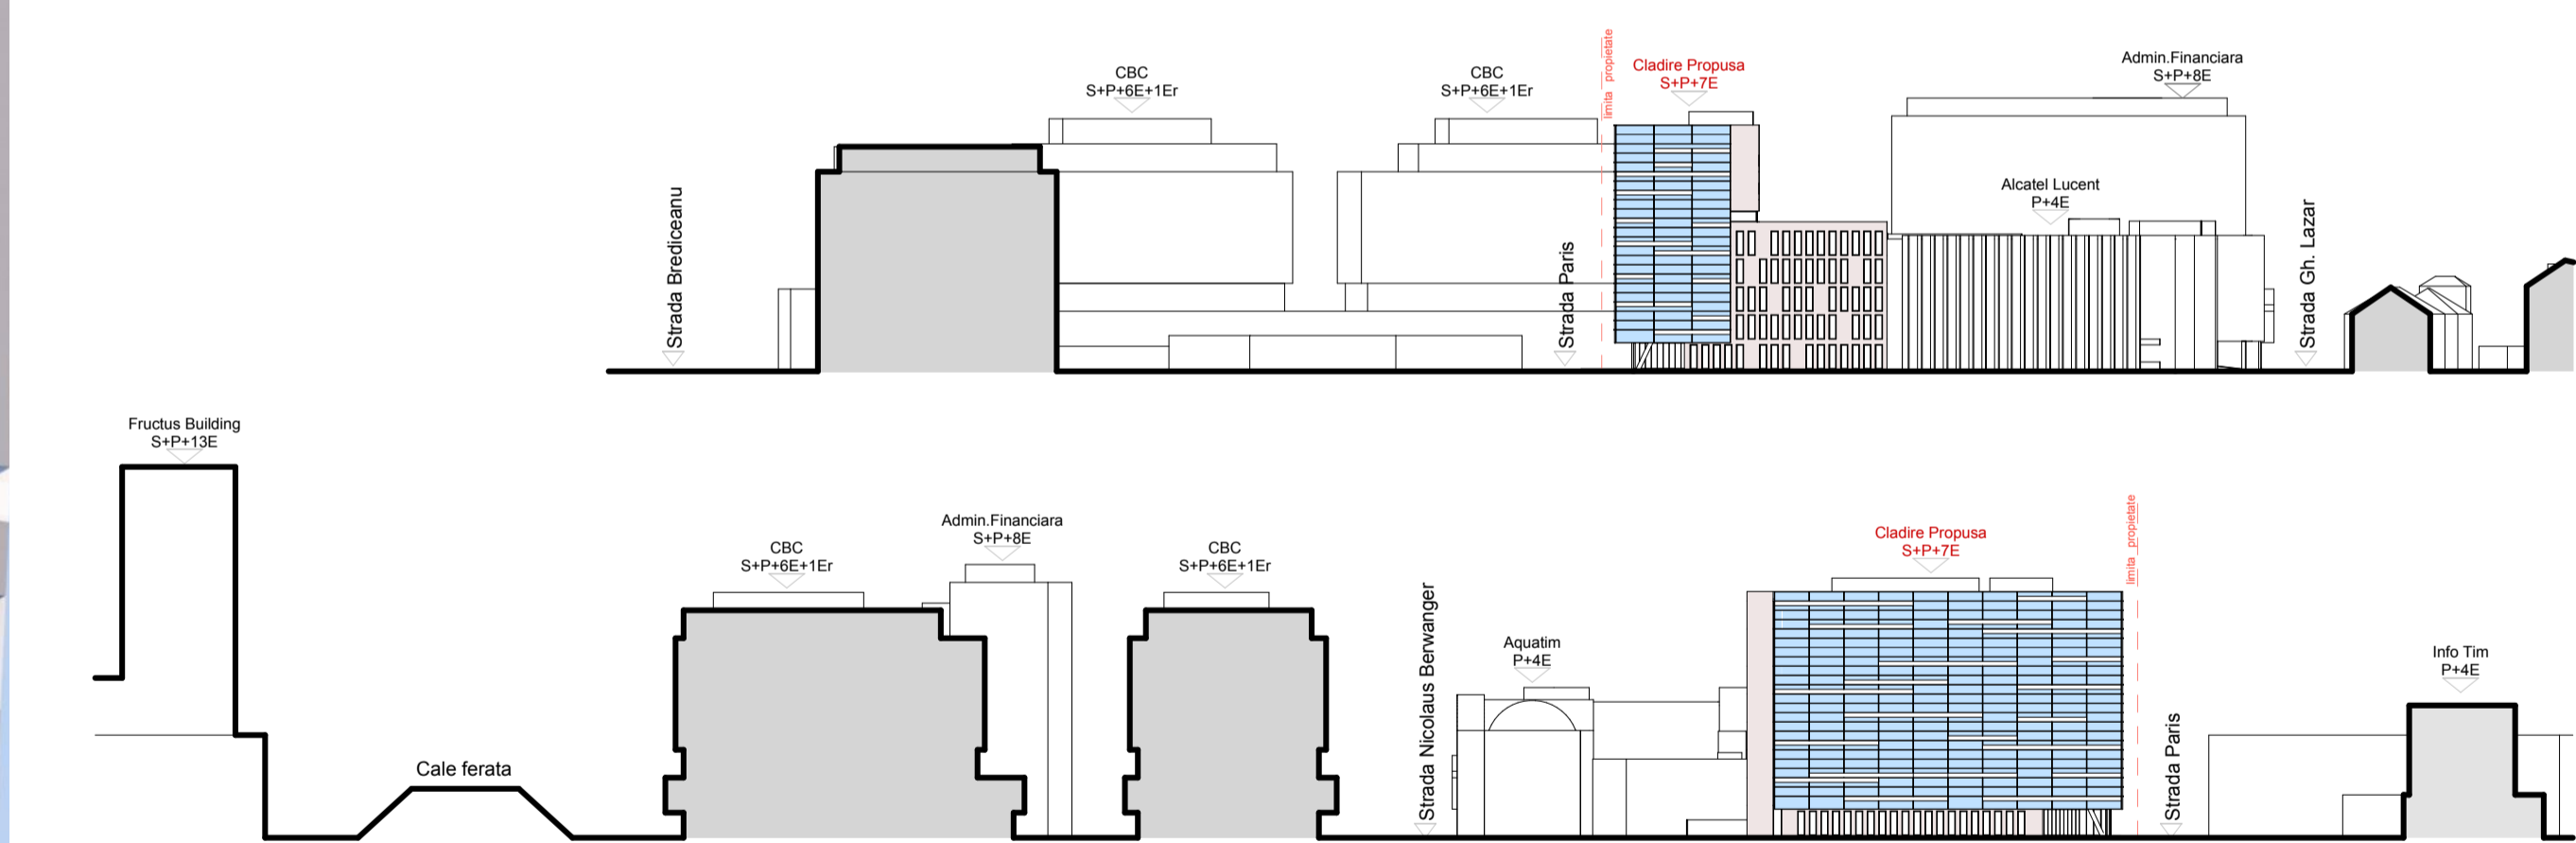 CBC
S+P+6E+1Er
CBC
S+P+6E+1Er
limita propietate
Cladire Propusa
S+P+7E
Admin.Financiara
S+P+8E
Alcatel Lucent
P+4E
Strada Brediceanu
Strada Paris
Strada Gh. Lazar
Fructus Building
S+P+13E
Cale ferata
CBC
S+P+6E+1Er
Admin.Financiara
S+P+8E
CBC
S+P+6E+1Er
Strada Nicolaus Berwanger
Aquatim
P+4E
Cladire Propusa
S+P+7E
limita propietate
Strada Paris
Info Tim
P+4E